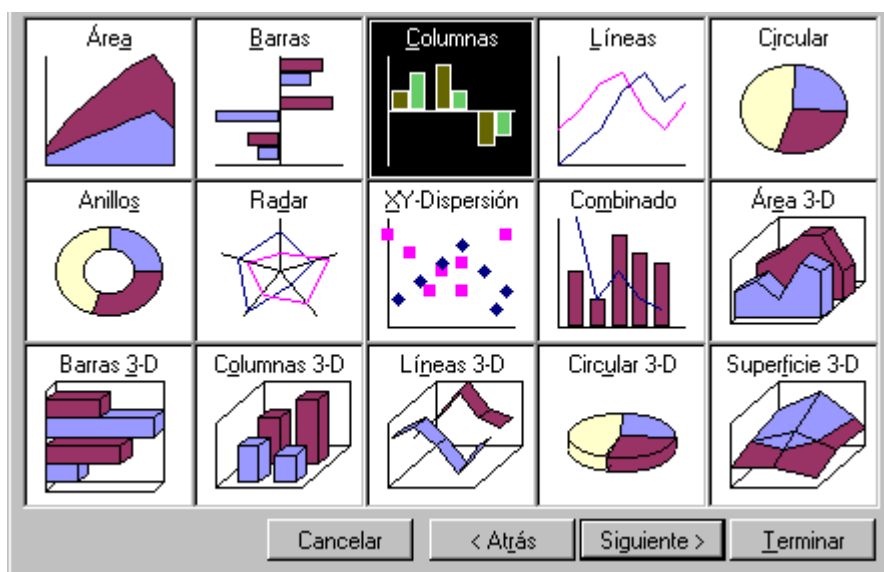 Área Barras Columnas Líneas Circular
Anillos Radar XY-Dispersión Combinado Área 3-D
Barras 3-D Columnas 3-D Líneas 3-D Circular 3-D Superficie 3-D
Cancelar < Atrás Siguiente > Terminar